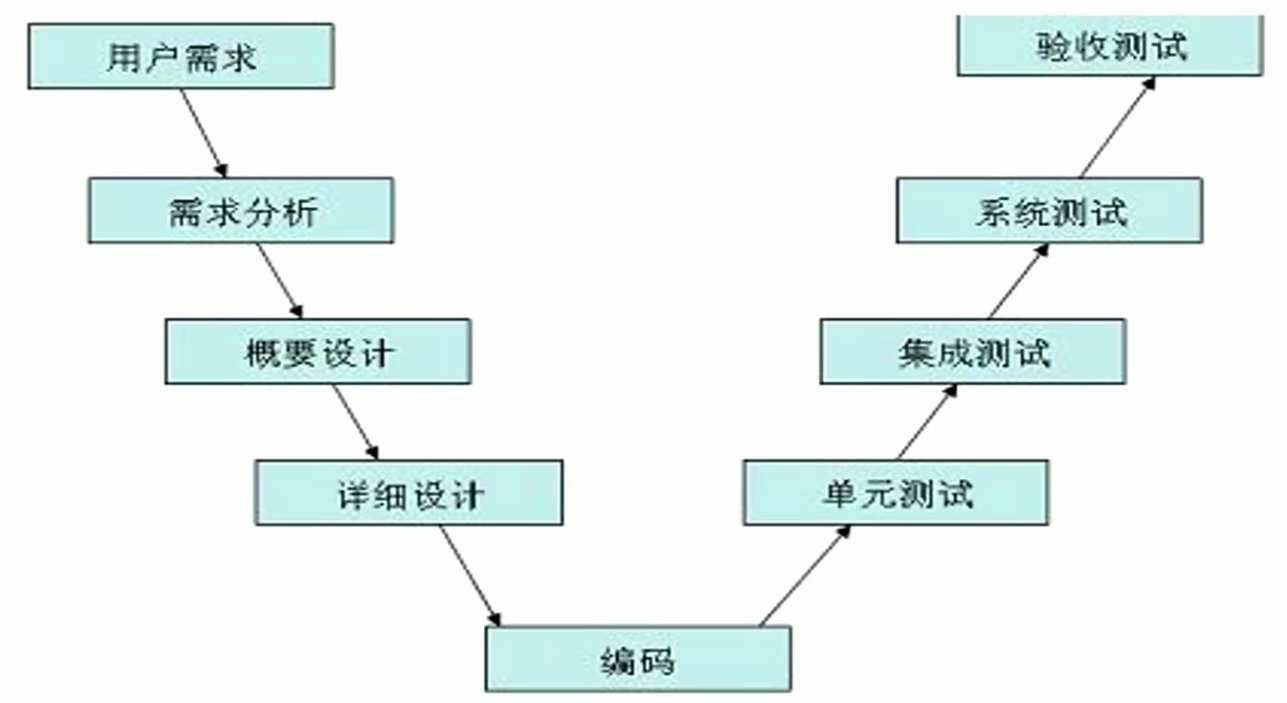 用户需求
验收测试
需求分析
系统测试
概要设计
集成测试
详细设计
单元测试
编码